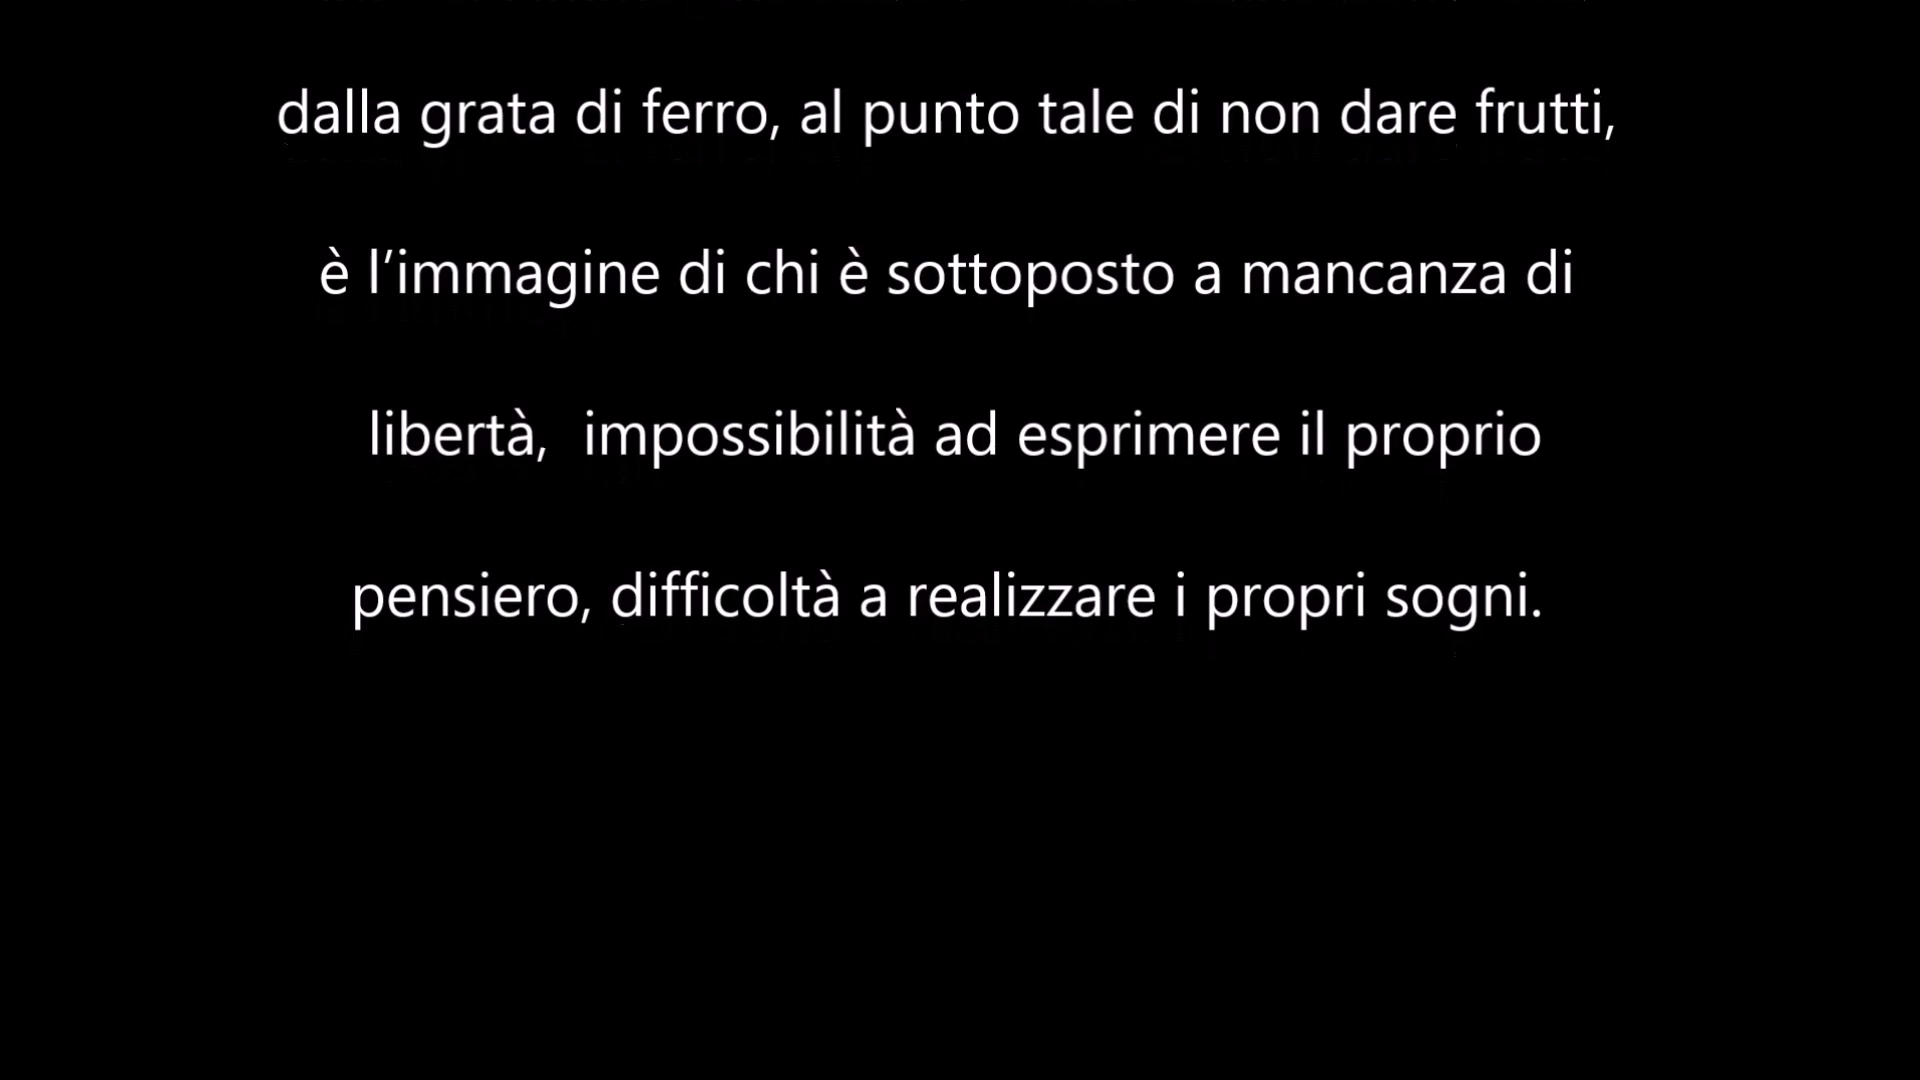 dalla grata di ferro, al punto tale di non dare frutti,
è l’immagine di chi è sottoposto a mancanza di
libertà,  impossibilità ad esprimere il proprio
pensiero, difficoltà a realizzare i propri sogni.